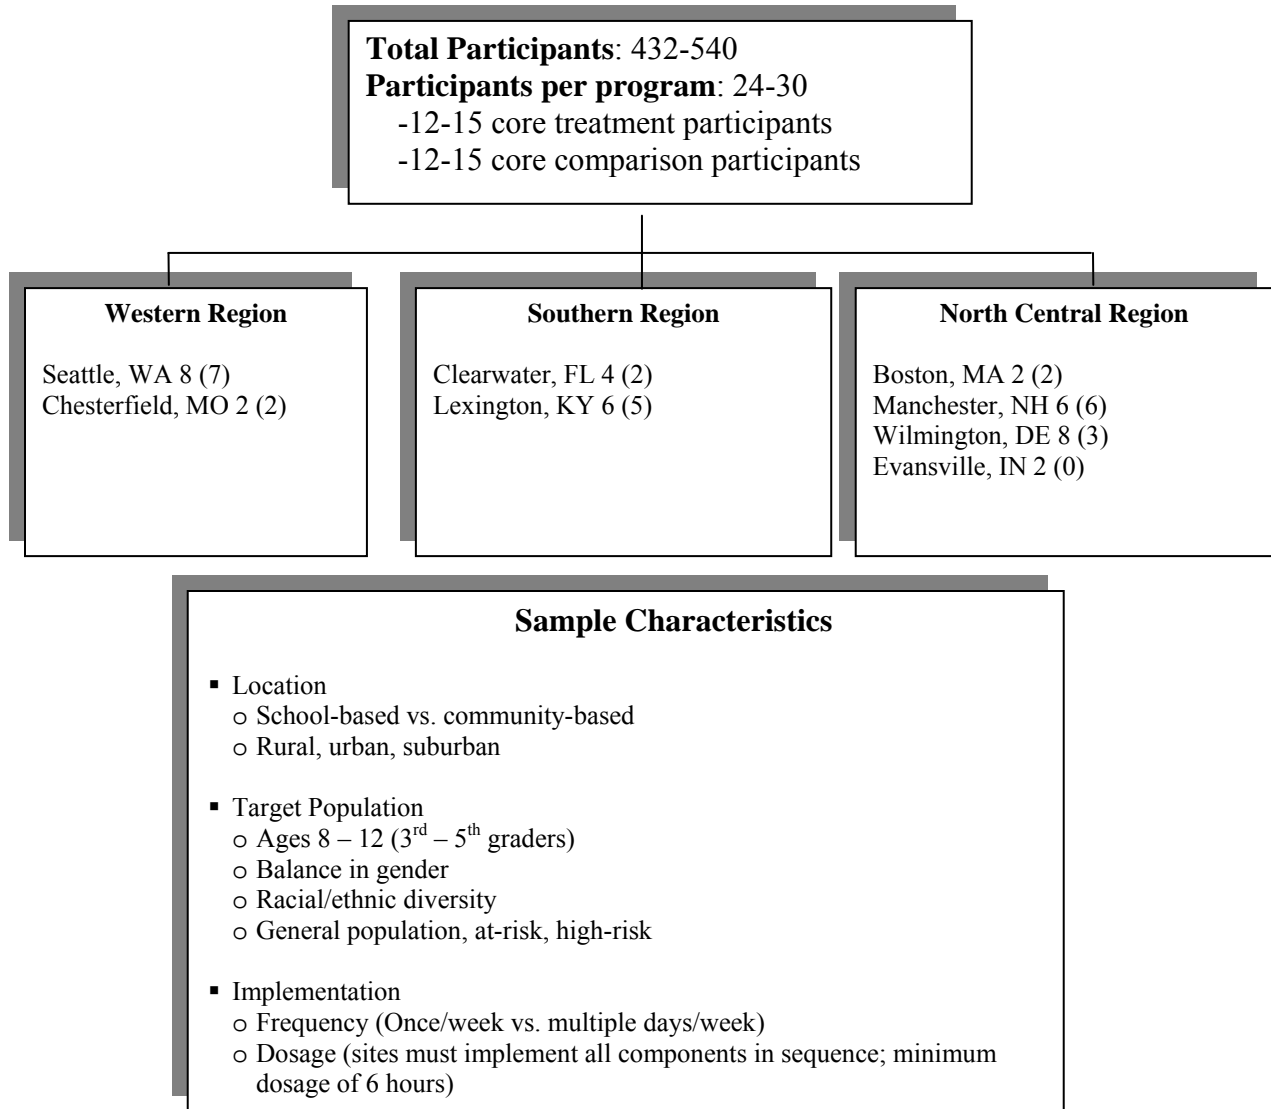 Total Participants: 432-540
Participants per program: 24-30
-12-15 core treatment participants
-12-15 core comparison participants
Western Region
Seattle, WA 8 (7)
Chesterfield, MO 2 (2)
Southern Region
Clearwater, FL 4 (2)
Lexington, KY 6 (5)
North Central Region
Boston, MA 2 (2)
Manchester, NH 6 (6)
Wilmington, DE 8 (3)
Evansville, IN 2 (0)
Sample Characteristics
▪ Location
o School-based vs. community-based
o Rural, urban, suburban
▪ Target Population
o Ages 8 – 12 (3rd – 5th graders)
o Balance in gender
o Racial/ethnic diversity
o General population, at-risk, high-risk
▪ Implementation
o Frequency (Once/week vs. multiple days/week)
o Dosage (sites must implement all components in sequence; minimum
dosage of 6 hours)